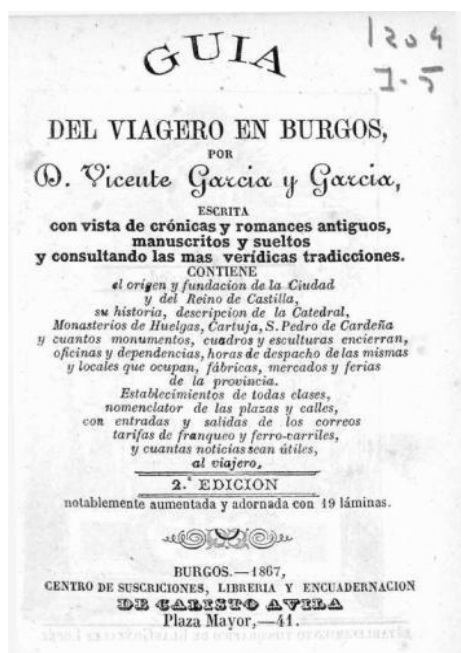 GUIA
1204
I-5
DEL VIAGERO EN BURGOS,
POR
D. Vicente Garcia y Garcia,
ESCRITA
con vista de crónicas y romances antiguos,
manuscritos y sueltos
y consultando las mas verídicas tradicciones.
CONTIENE
el orígen y fundacion de la Ciudad
y del Reino de Castilla,
su historia, descripcion de la Catedral,
Monasterios de Huelgas, Cartuja, S. Pedro de Cardeña
y cuantos monumentos, cuadros y esculturas encierran,
oficinas y dependencias, horas de despacho de las mismas
y locales que ocupan, fábricas, mercados y ferias
de la provincia.
Establecimientos de todas clases,
nomenclator de las plazas y calles,
con entradas y salidas de los correos
tarifas de franqueo y ferro-carriles,
y cuantas noticias sean útiles,
al viajero,
2.ª EDICION
notablemente aumentada y adornada con 19 láminas.
BURGOS.—1867,
CENTRO DE SUSCRICIONES, LIBRERIA Y ENCUADERNACION
DE CALISTO AVILA
Plaza Mayor,—41.